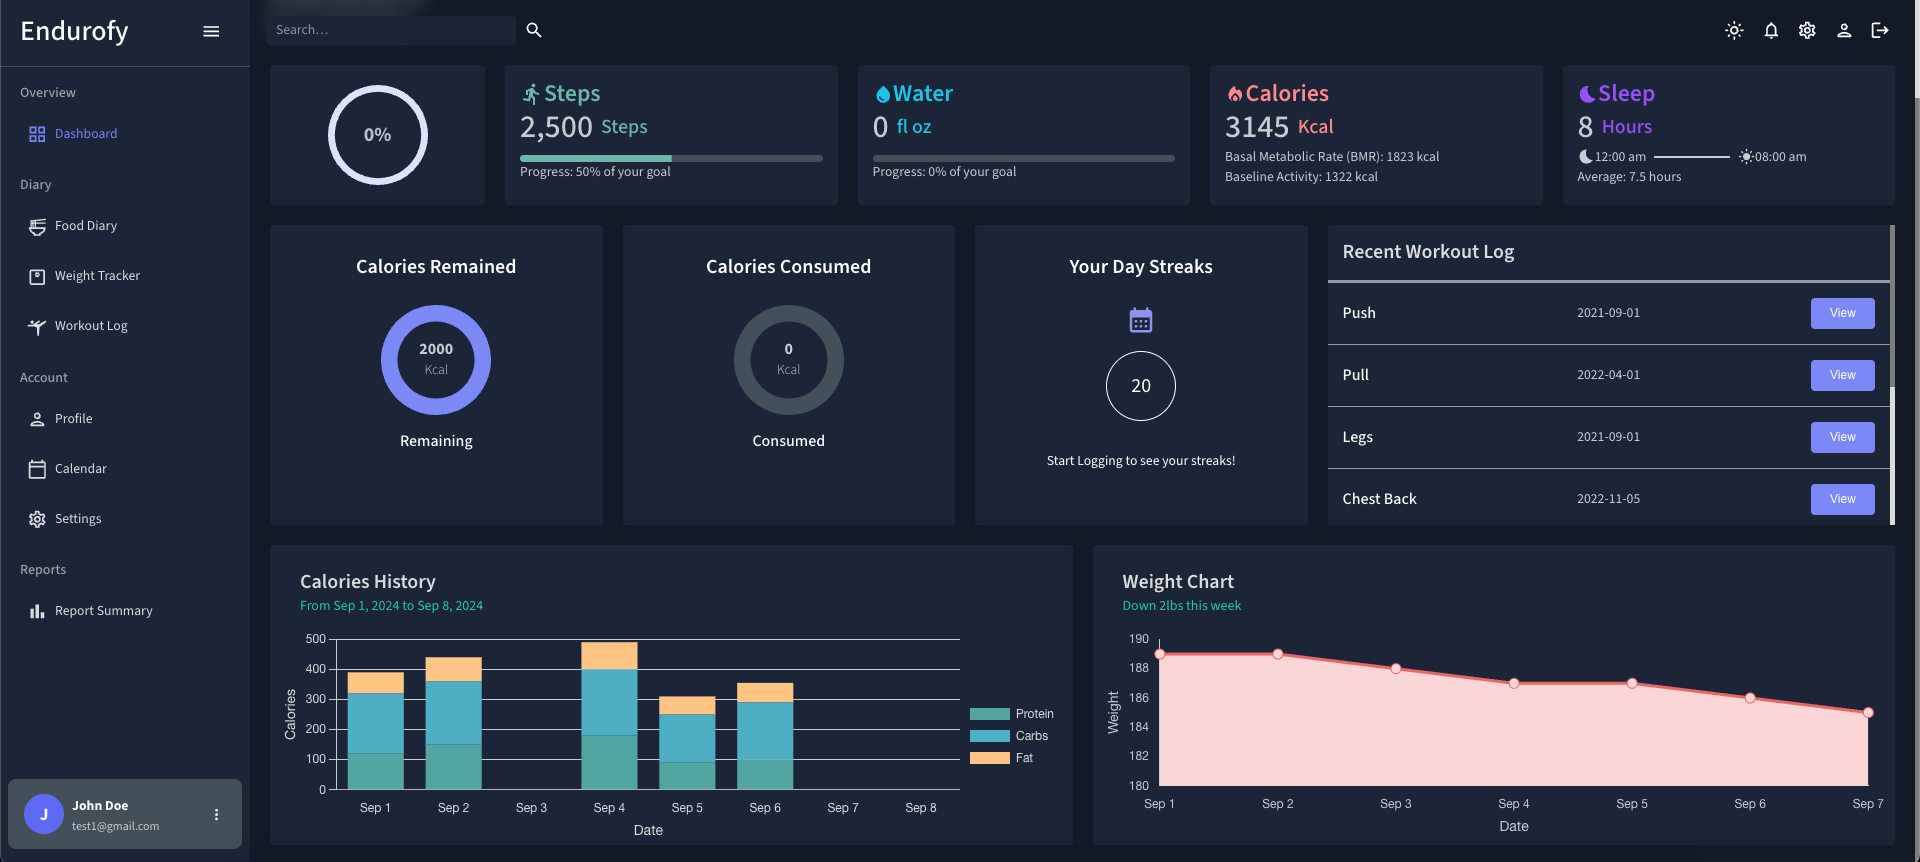 Endurofy
Search...
Overview
Dashboard
Diary
Food Diary
Weight Tracker
Workout Log
Account
Profile
Calendar
Settings
Reports
Report Summary
J
John Doe
test1@gmail.com
0%
Steps
2,500 Steps
Progress: 50% of your goal
Water
0 fl oz
Progress: 0% of your goal
Calories
3145 Kcal
Basal Metabolic Rate (BMR): 1823 kcal
Baseline Activity: 1322 kcal
Sleep
8 Hours
12:00 am 08:00 am
Average: 7.5 hours
Calories Remained
2000
Kcal
Remaining
Calories Consumed
0
Kcal
Consumed
Your Day Streaks
20
Start Logging to see your streaks!
Recent Workout Log
Push 2021-09-01 View
Pull 2022-04-01 View
Legs 2021-09-01 View
Chest Back 2022-11-05 View
Calories History
From Sep 1, 2024 to Sep 8, 2024
Calories
500
400
300
200
100
0
Sep 1 Sep 2 Sep 3 Sep 4 Sep 5 Sep 6 Sep 7 Sep 8
Date
Protein
Carbs
Fat
Weight Chart
Down 2lbs this week
Weight
190
188
186
184
182
180
Sep 1 Sep 2 Sep 3 Sep 4 Sep 5 Sep 6 Sep 7
Date